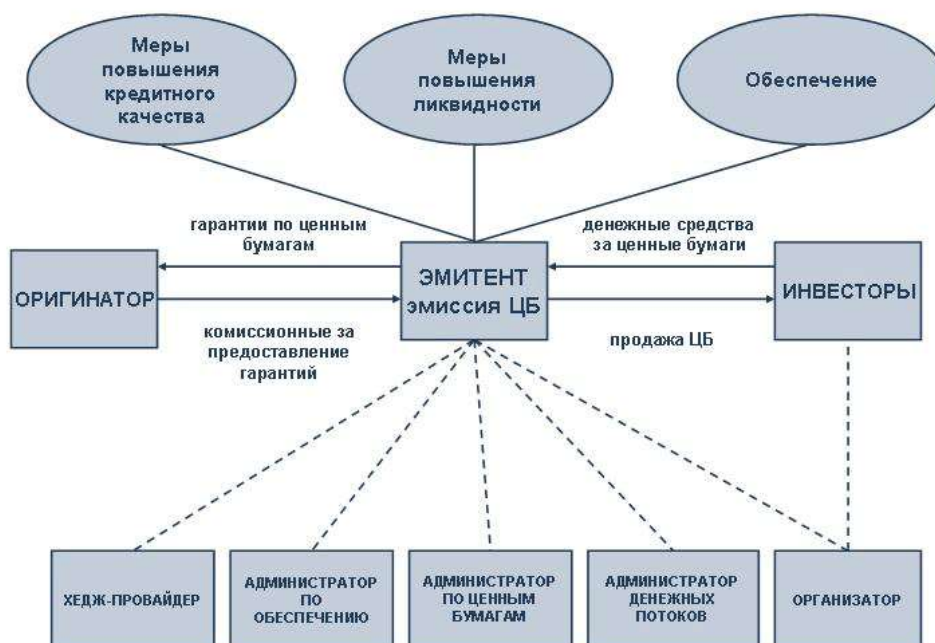 Меры
повышения
кредитного
качества
Меры
повышения
ликвидности
Обеспечение
гарантии по ценным
бумагам
денежные средства
за ценные бумаги
ОРИГИНАТОР
ЭМИТЕНТ
эмиссия ЦБ
ИНВЕСТОРЫ
комиссионные за
предоставление
гарантий
продажа ЦБ
ХЕДЖ-ПРОВАЙДЕР
АДМИНИСТРАТОР
ПО
ОБЕСПЕЧЕНИЮ
АДМИНИСТРАТОР
ПО ЦЕННЫМ
БУМАГАМ
АДМИНИСТРАТОР
ДЕНЕЖНЫХ
ПОТОКОВ
ОРГАНИЗАТОР